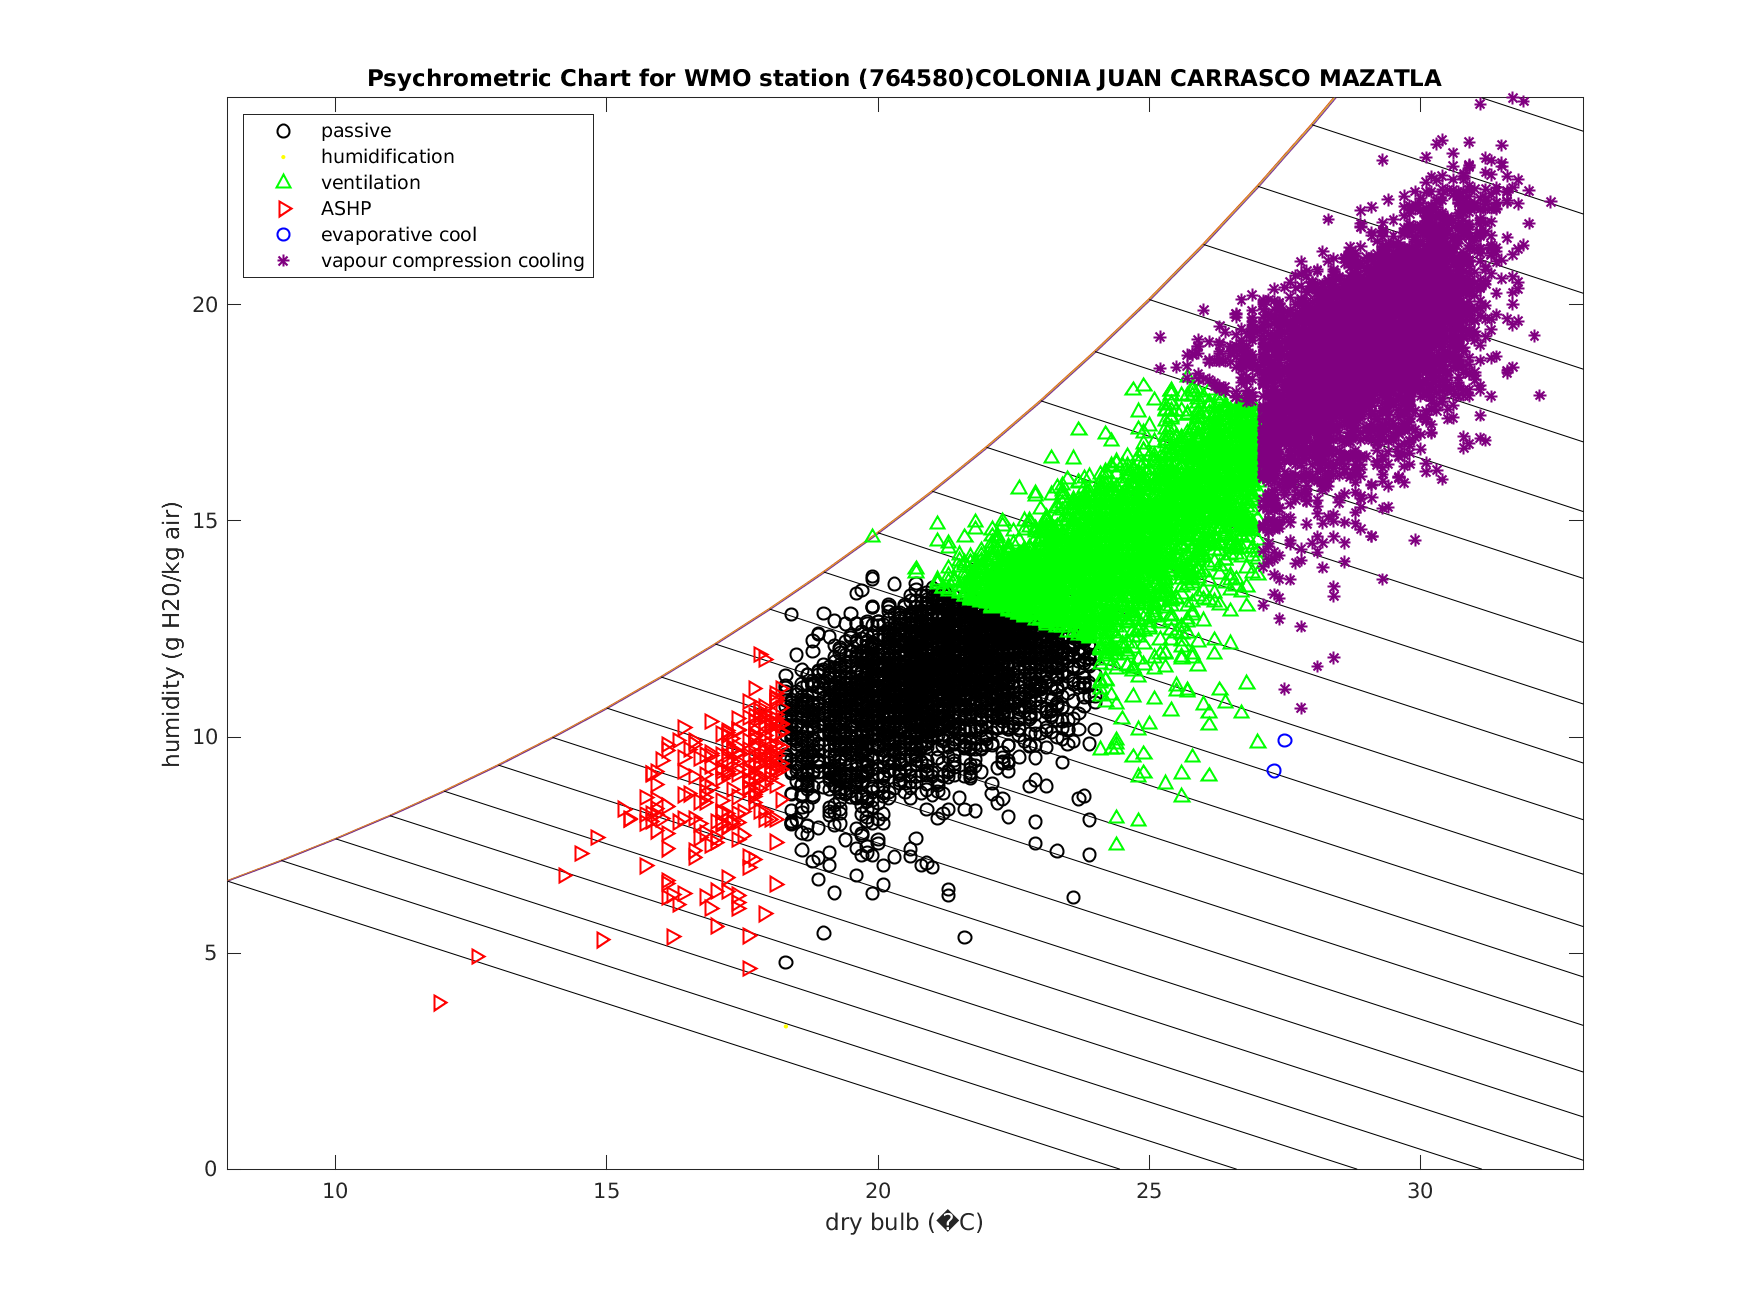 Psychrometric Chart for WMO station (764580)COLONIA JUAN CARRASCO MAZATLA
passive
humidification
ventilation
ASHP
evaporative cool
vapour compression cooling
humidity (g H20/kg air)
20
15
10
5
0
10
15
20
25
30
dry bulb (�C)